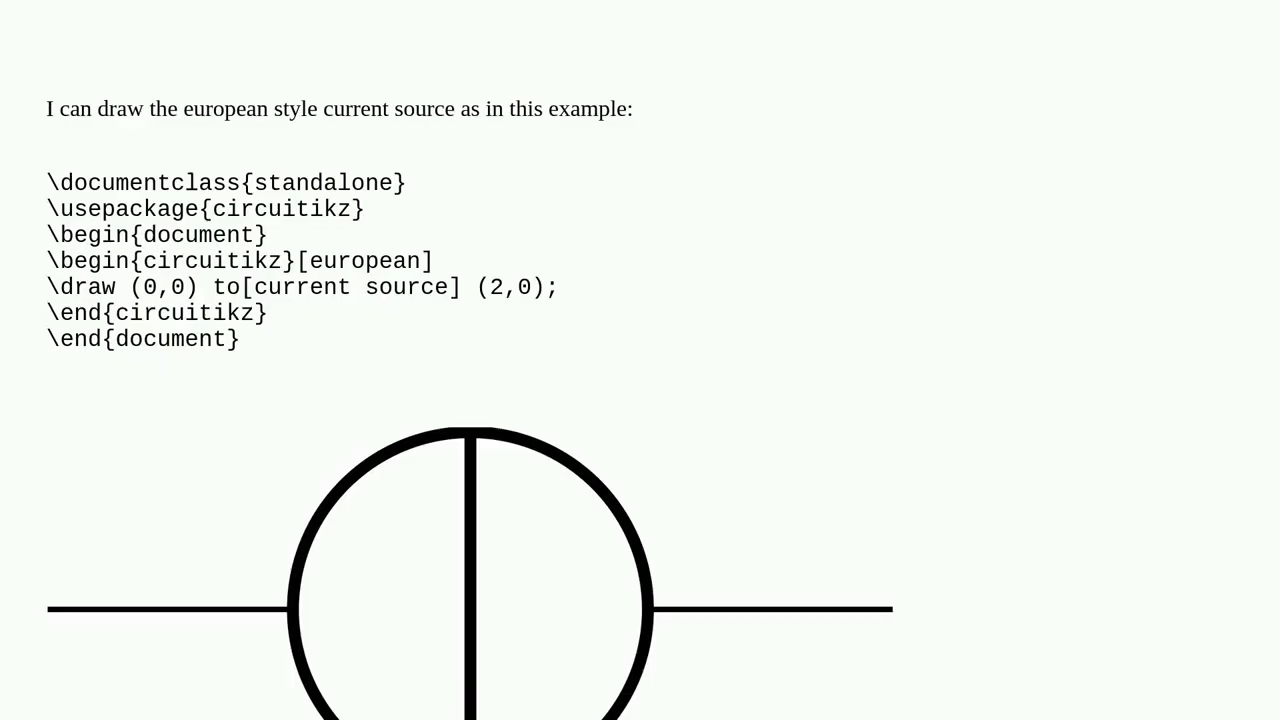 I can draw the european style current source as in this example:
\documentclass{standalone}
\usepackage{circuitikz}
\begin{document}
\begin{circuitikz}[european]
\draw (0,0) to[current source] (2,0);
\end{circuitikz}
\end{document}